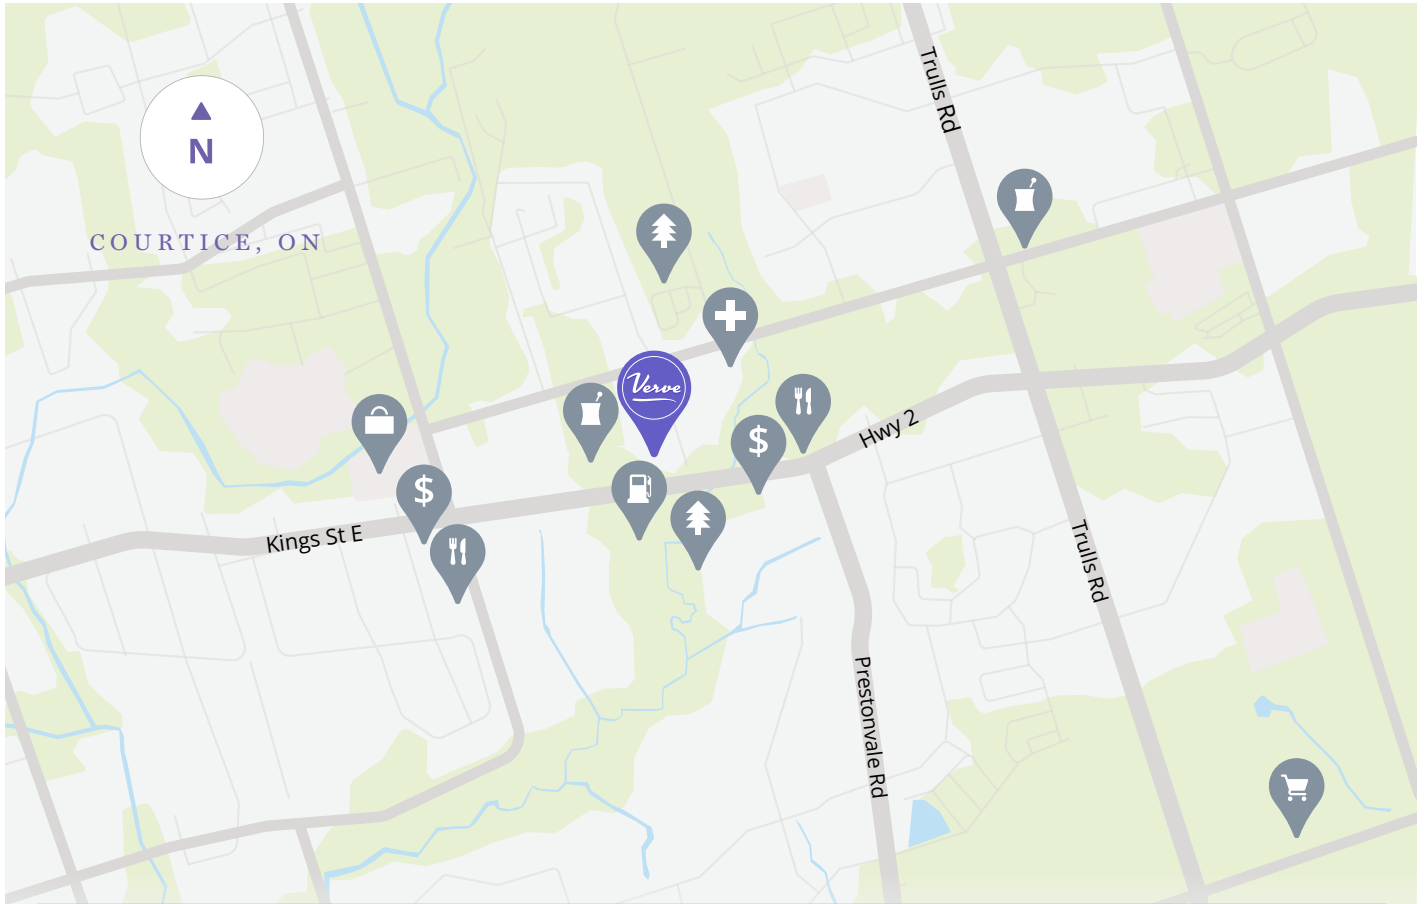 N
COURTICE, ON
Trulls Rd
Verve
$
Hwy 2
$
Kings St E
Trulls Rd
Prestonvale Rd